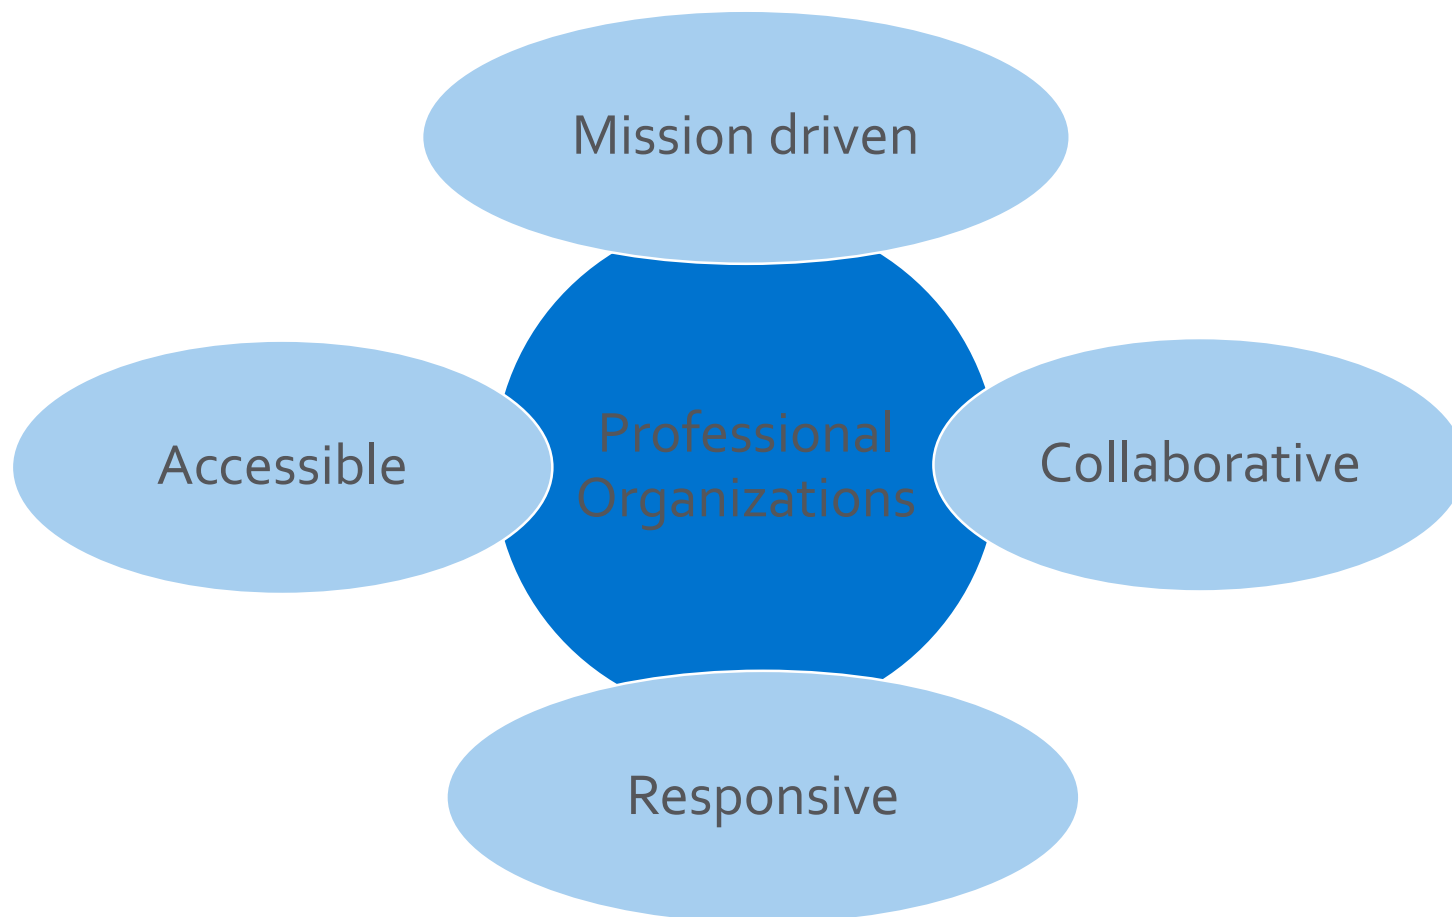 Mission driven
Accessible
Professional
Organizations
Collaborative
Responsive